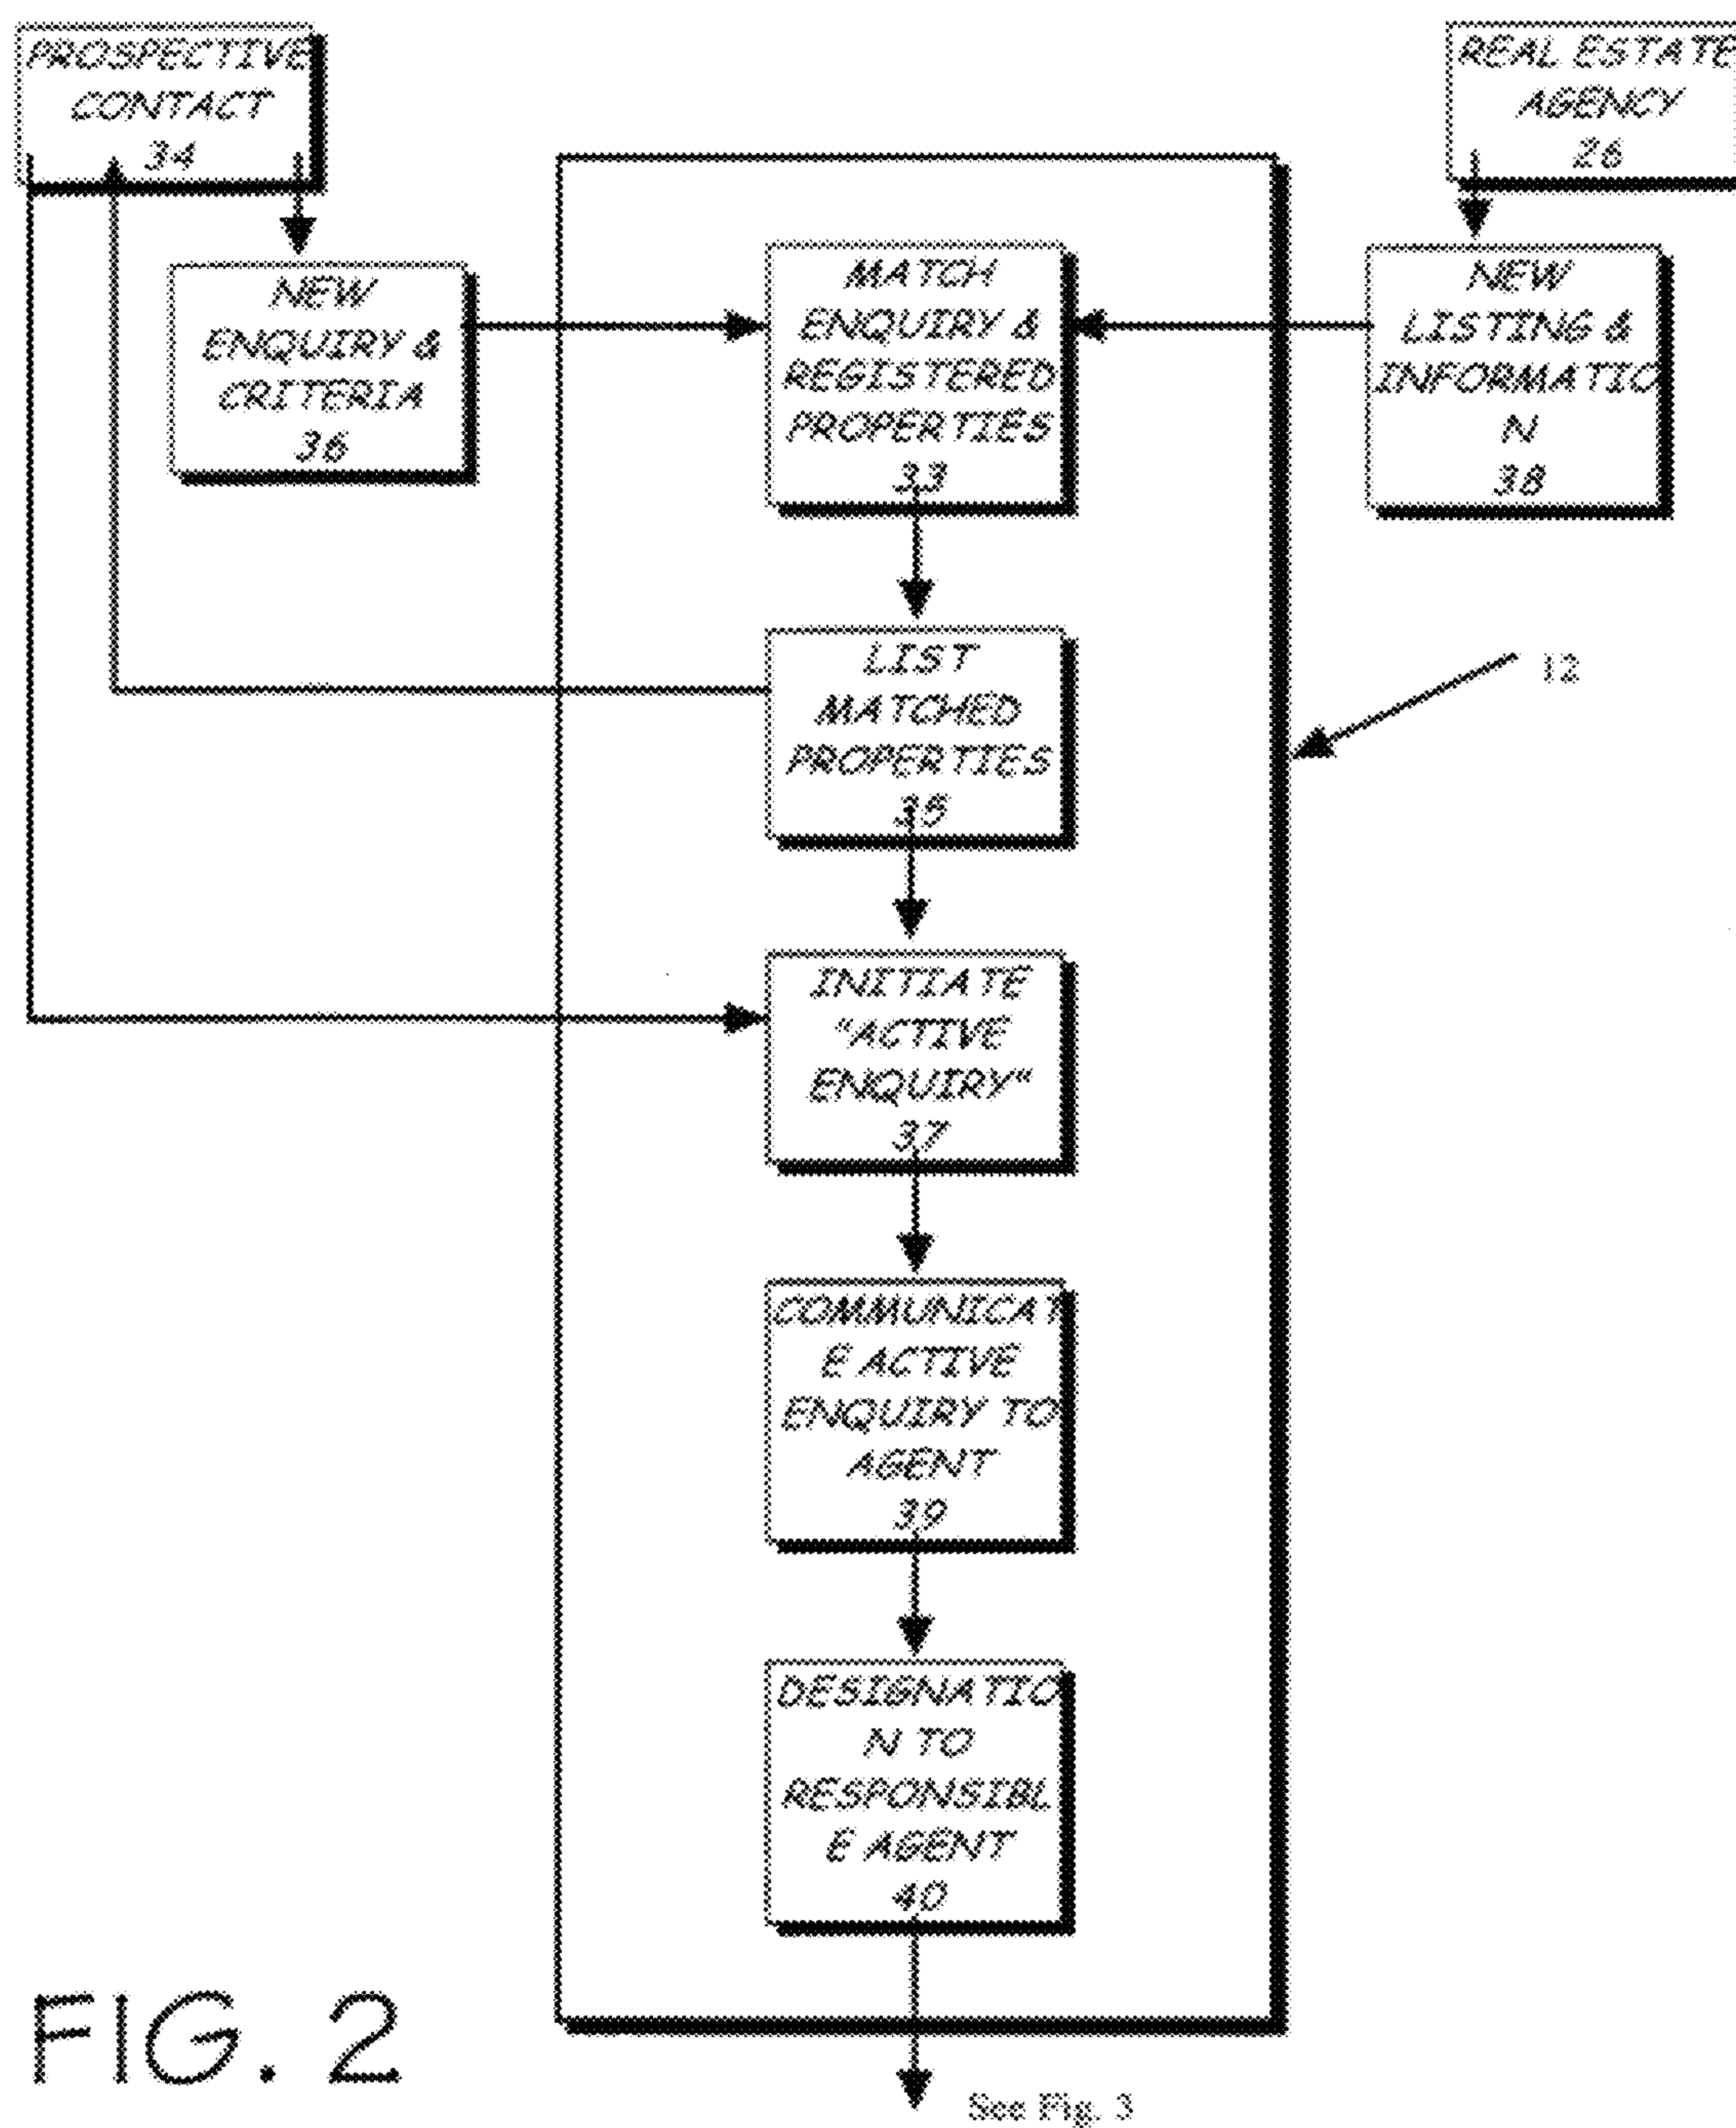 PROSPECTIVE
CONTACT
34
REAL ESTATE
AGENCY
26
NEW
ENQUIRY &
CRITERIA
36
MATCH
ENQUIRY &
REGISTERED
PROPERTIES
33
NEW
LISTING &
INFORMATIO
N
38
LIST
MATCHED
PROPERTIES
35
12
INITIATE
"ACTIVE
ENQUIRY"
37
COMMUNICAT
E ACTIVE
ENQUIRY TO
AGENT
39
DESIGNATIO
N TO
RESPONSIBL
E AGENT
40
FIG. 2
See Fig. 3